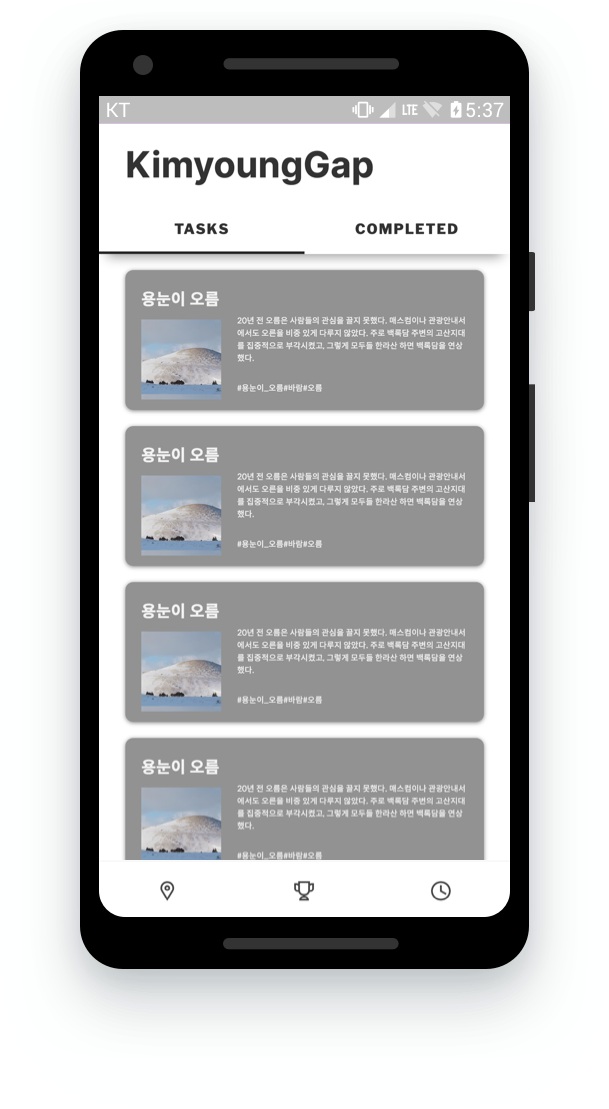 KT LTE 5:37
KimyoungGap
TASKS COMPLETED
용눈이 오름
20년 전 오름은 사람들의 관심을 끌지 못했다. 매스컴이나 관광안내서
에서도 오른을 비중 있게 다루지 않았다. 주로 백록담 주변의 고산지대
를 집중적으로 부각시켰고, 그렇게 모두들 한라산 하면 백록담을 연상
했다.
#용눈이_오름#바람#오름
용눈이 오름
20년 전 오름은 사람들의 관심을 끌지 못했다. 매스컴이나 관광안내서
에서도 오른을 비중 있게 다루지 않았다. 주로 백록담 주변의 고산지대
를 집중적으로 부각시켰고, 그렇게 모두들 한라산 하면 백록담을 연상
했다.
#용눈이_오름#바람#오름
용눈이 오름
20년 전 오름은 사람들의 관심을 끌지 못했다. 매스컴이나 관광안내서
에서도 오른을 비중 있게 다루지 않았다. 주로 백록담 주변의 고산지대
를 집중적으로 부각시켰고, 그렇게 모두들 한라산 하면 백록담을 연상
했다.
#용눈이_오름#바람#오름
용눈이 오름
20년 전 오름은 사람들의 관심을 끌지 못했다. 매스컴이나 관광안내서
에서도 오른을 비중 있게 다루지 않았다. 주로 백록담 주변의 고산지대
를 집중적으로 부각시켰고, 그렇게 모두들 한라산 하면 백록담을 연상
했다.
#용눈이_오름#바람#오름